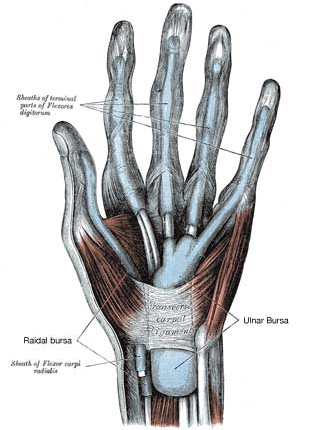 Sheaths of terminal
parts of Flexores
digitorum
Transverse
carpal
ligament
Ulnar Bursa
Raidal bursa
Sheath of Flexor carpi
radialis